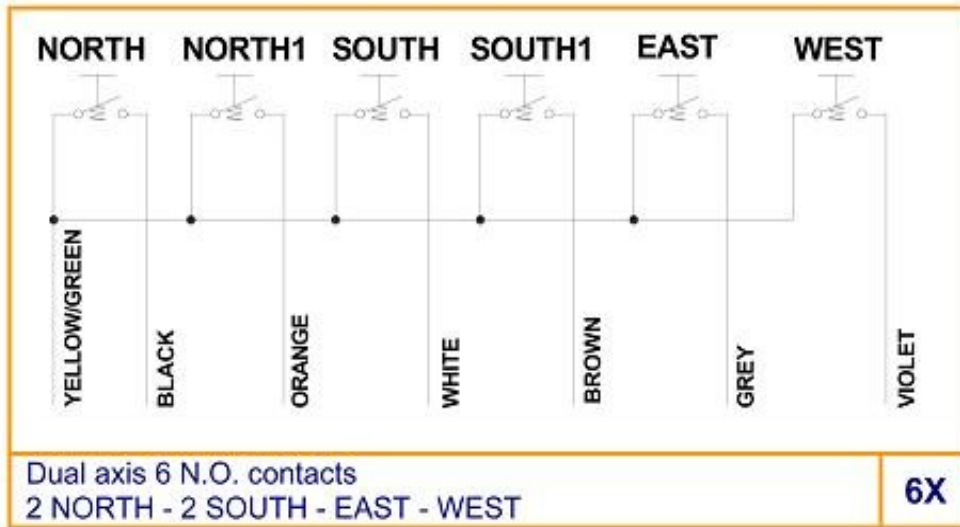 NORTH NORTH1 SOUTH SOUTH1 EAST WEST
YELLOW/GREEN
BLACK
ORANGE
WHITE
BROWN
GREY
VIOLET
Dual axis 6 N.O. contacts
2 NORTH - 2 SOUTH - EAST - WEST
6X